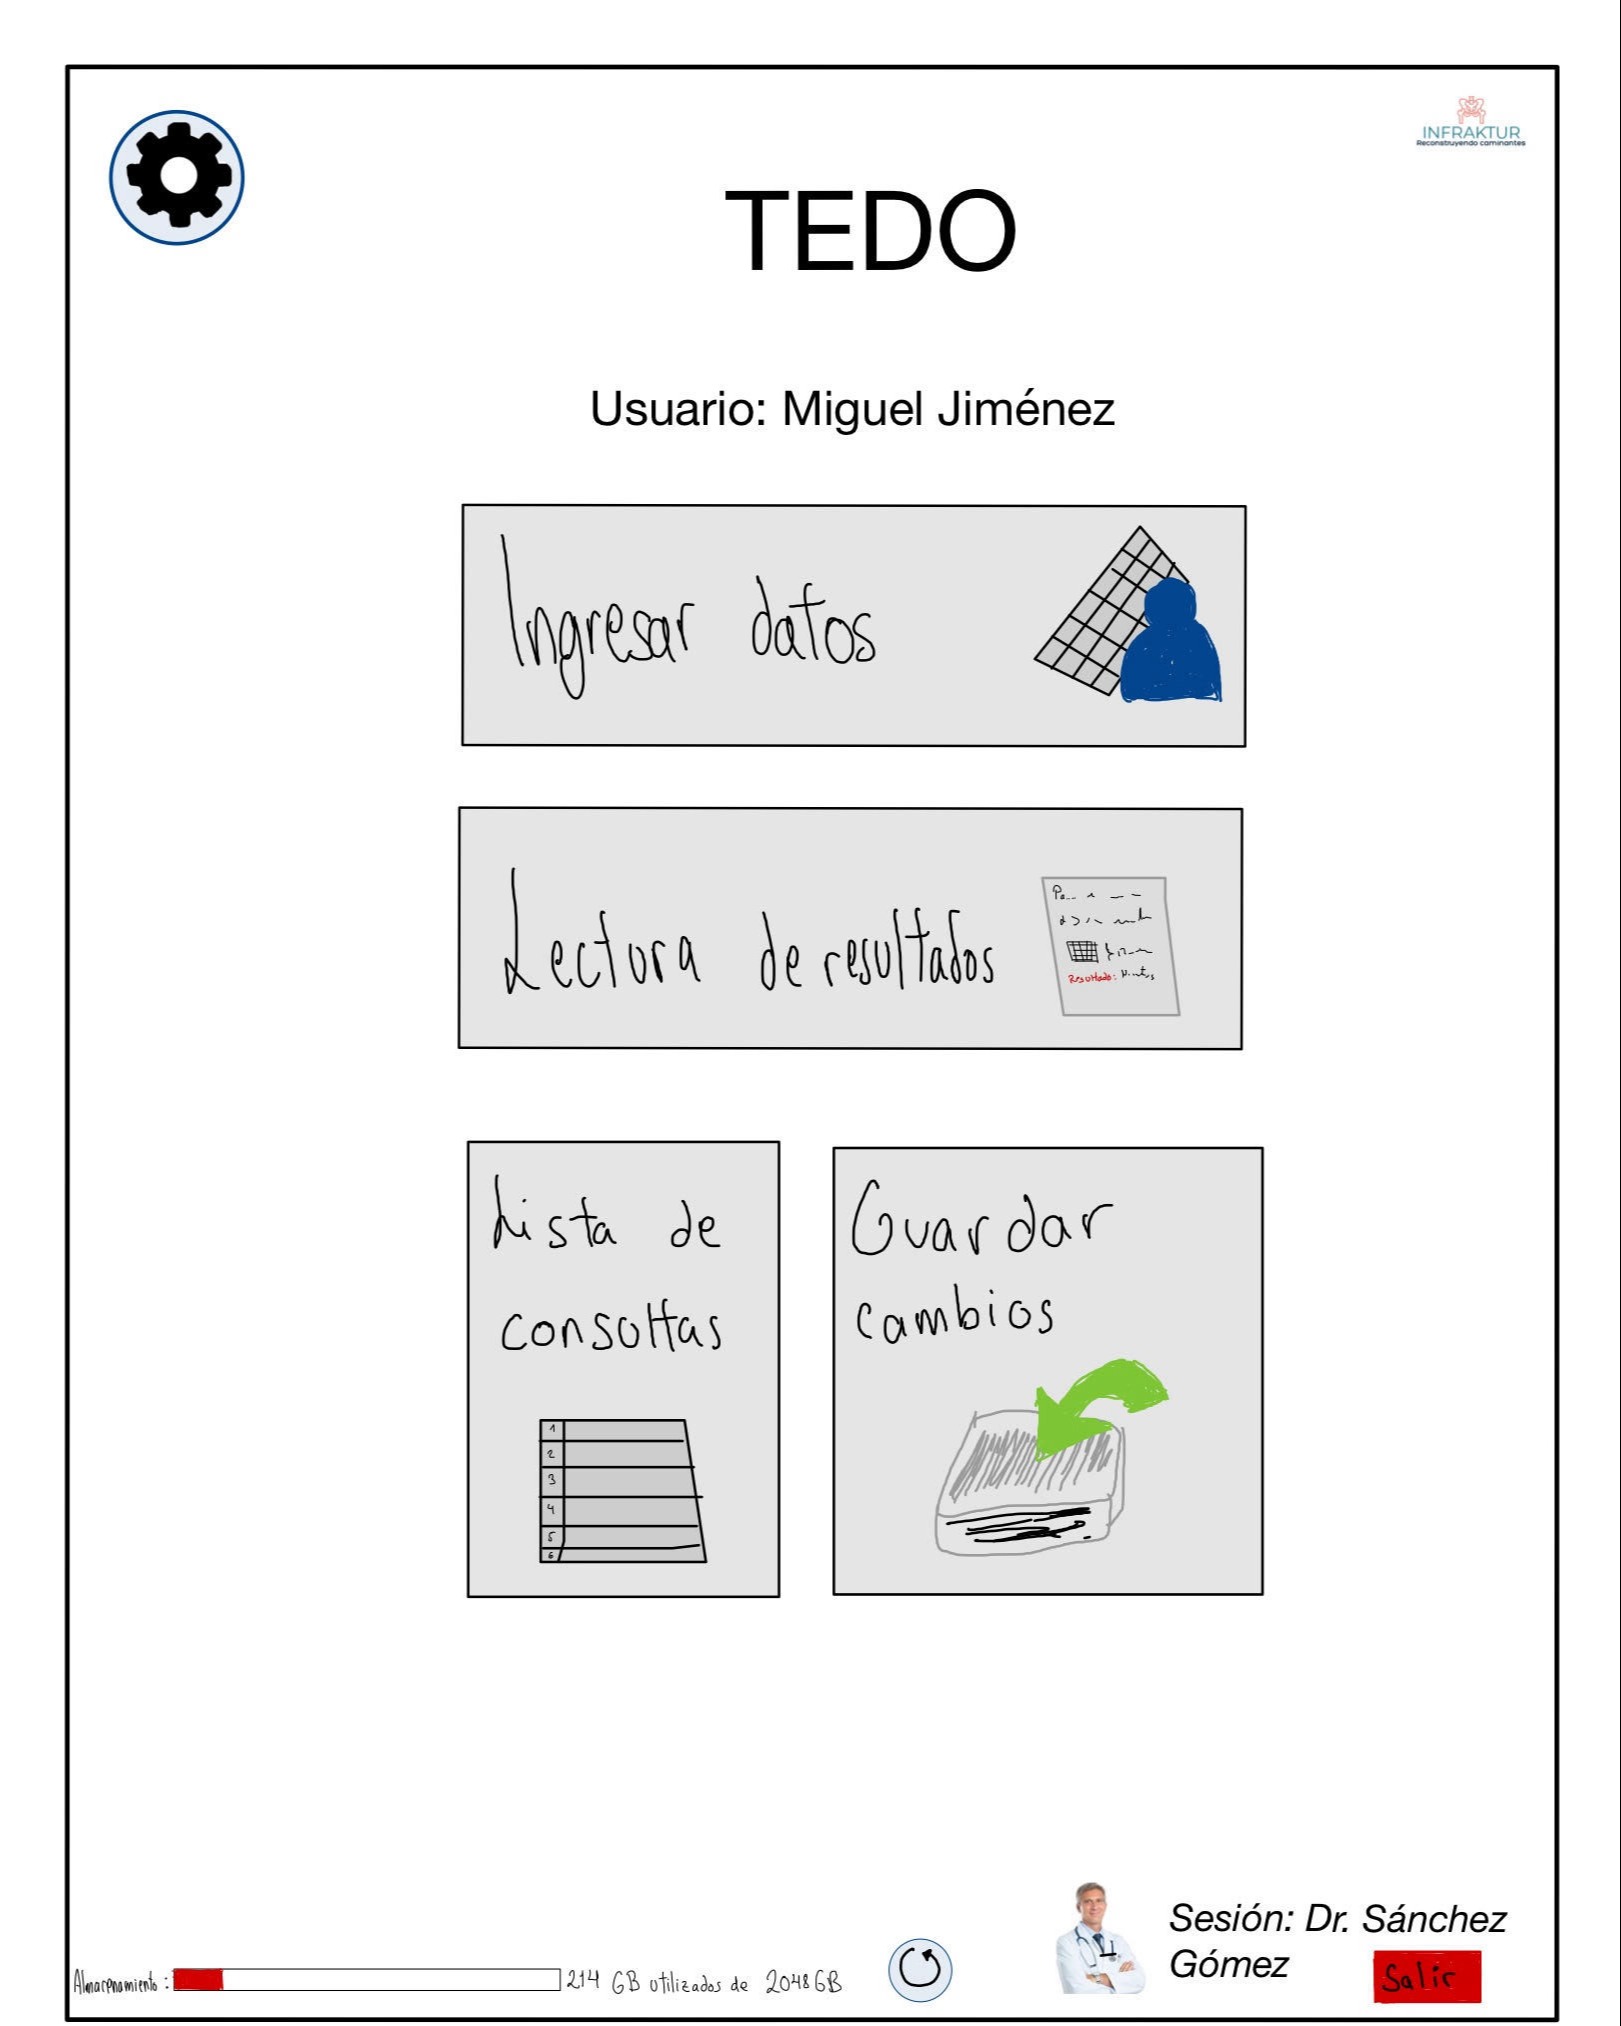 INFRAKTUR
Reconstruyendo caminantes
TEDO
Usuario: Miguel Jiménez
Ingresar datos
Lectura de resultados
Resultado:
Lista de
consultas
1
2
3
4
5
6
Guardar
cambios
Almacenamiento :
214 GB utilizados de 2048 GB
Sesión: Dr. Sánchez
Gómez
Salir